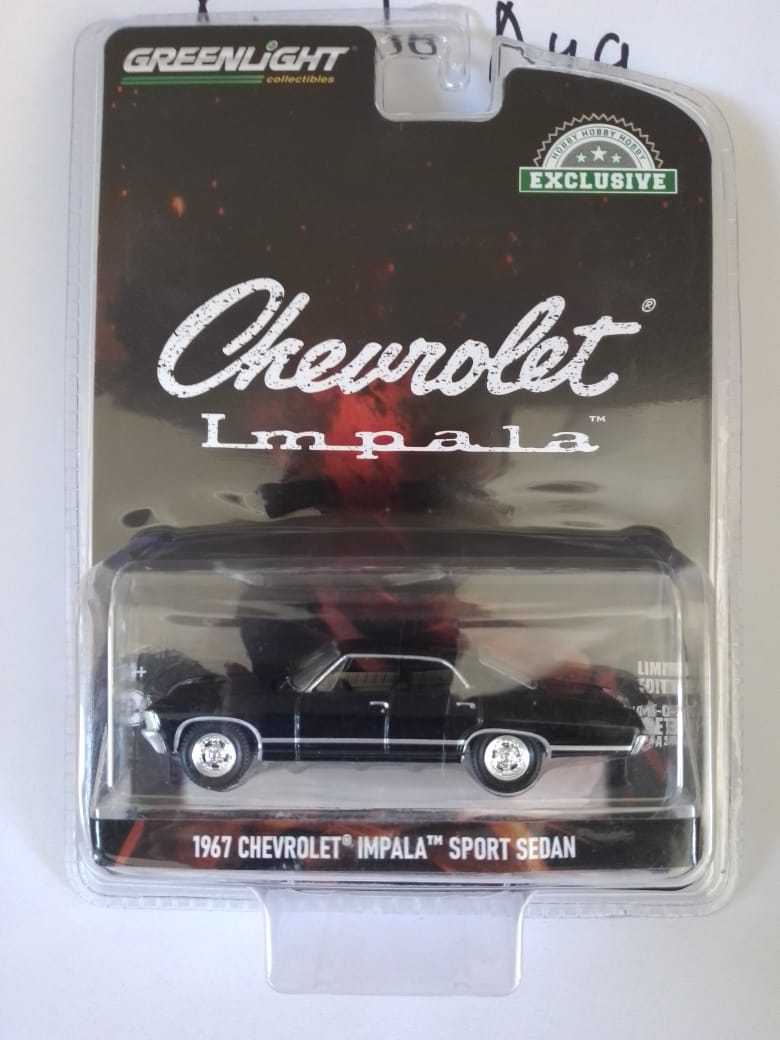 GREENLiGHT
collectibles
HOBBY HOBBY HOBBY
EXCLUSIVE
Chevrolet®
Impala™
1967 CHEVROLET® IMPALA™ SPORT SEDAN